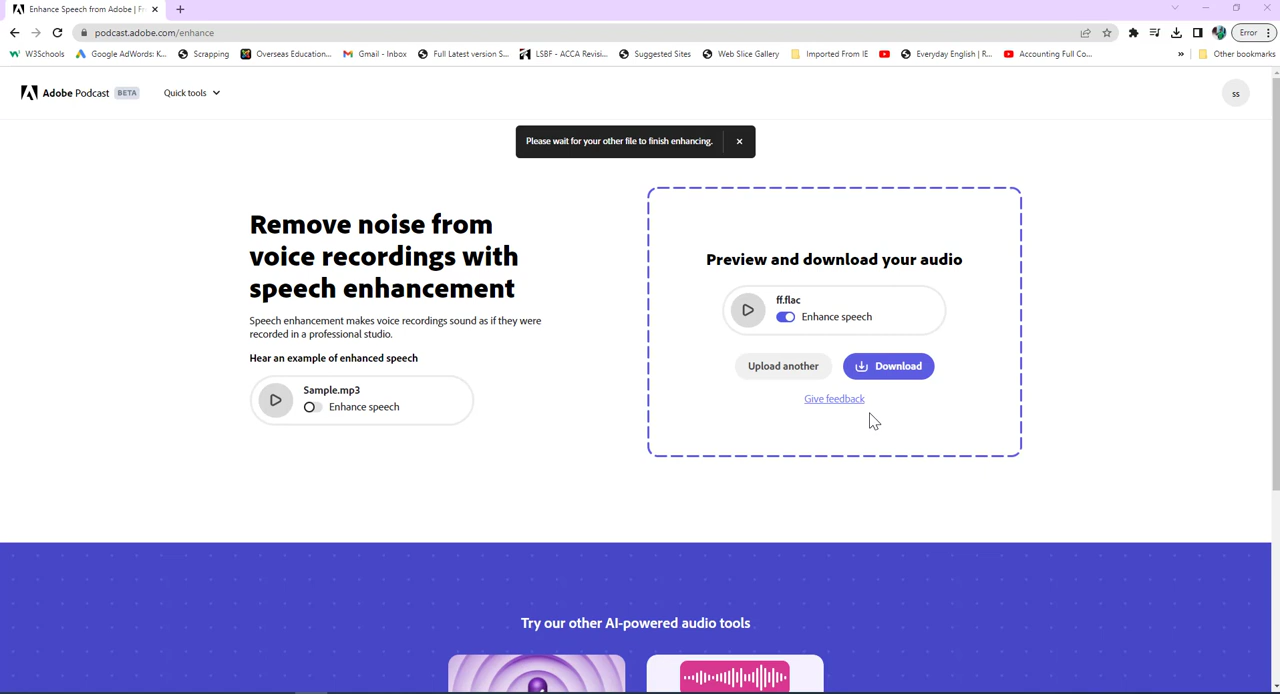 Enhance Speech from Adobe | Fr
podcast.adobe.com/enhance
Error
W3Schools
Google AdWords: K...
Scrapping
Overseas Education...
Gmail - Inbox
Full Latest version S...
LSBF - ACCA Revisi...
Suggested Sites
Web Slice Gallery
Imported From IE
Everyday English | R...
Accounting Full Co...
»
Other bookmarks
Adobe Podcast BETA
Quick tools
ss
Please wait for your other file to finish enhancing.
Remove noise from
voice recordings with
speech enhancement
Speech enhancement makes voice recordings sound as if they were
recorded in a professional studio.
Hear an example of enhanced speech
Sample.mp3
Enhance speech
Preview and download your audio
ff.flac
Enhance speech
Upload another
Download
Give feedback
Try our other AI-powered audio tools